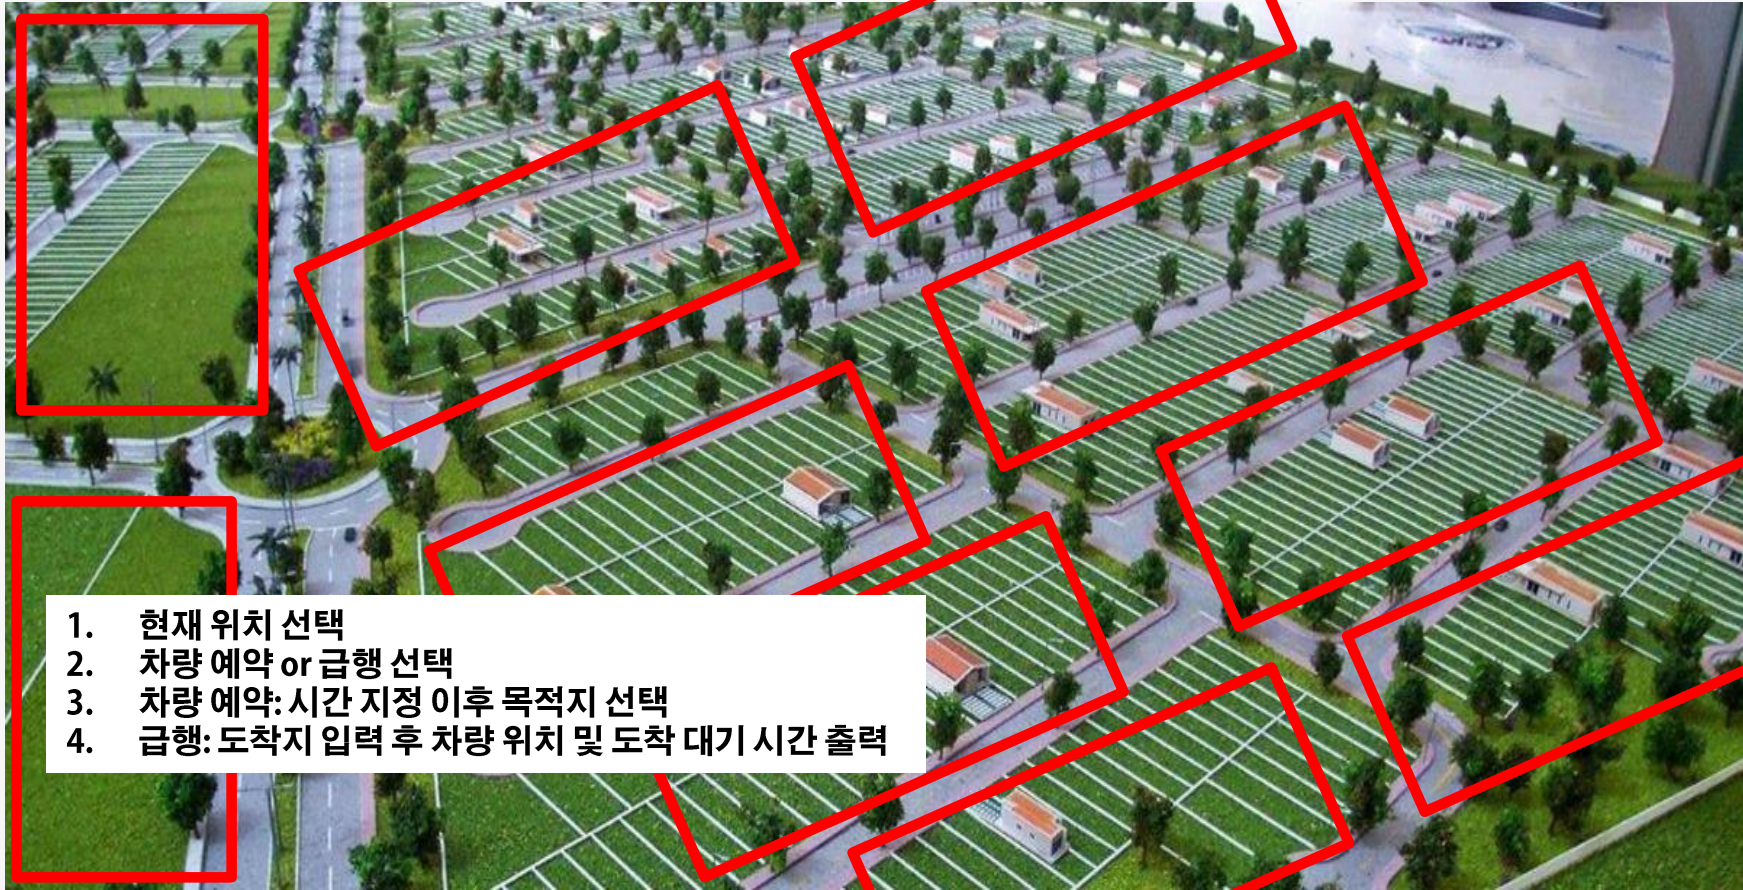 1. 현재 위치 선택
2. 차량 예약 or 급행 선택
3. 차량 예약: 시간 지정 이후 목적지 선택
4. 급행: 도착지 입력 후 차량 위치 및 도착 대기 시간 출력